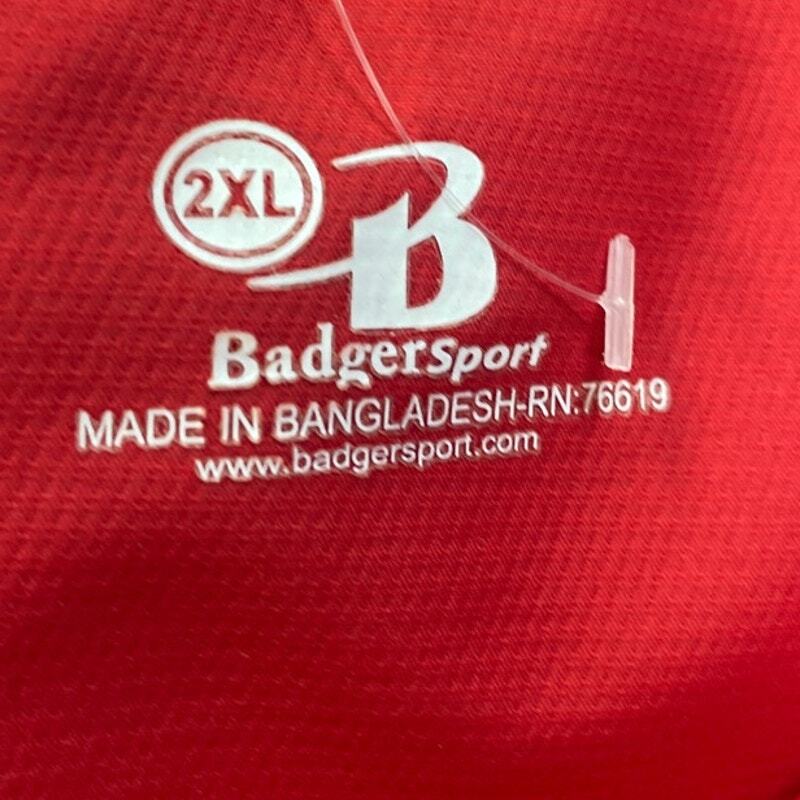 2XL
B
BadgerSport
MADE IN BANGLADESH-RN:76619
www.badgersport.com